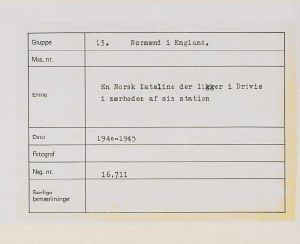 Gruppe 13. Normænd i England.
Mus. nr.
Emne En Norsk Catalina der ligger i Drivis
i nærheden af sin station
Dato 1940-1945
Fotograf
Neg. nr. 16,711
Særlige
bemærkninger